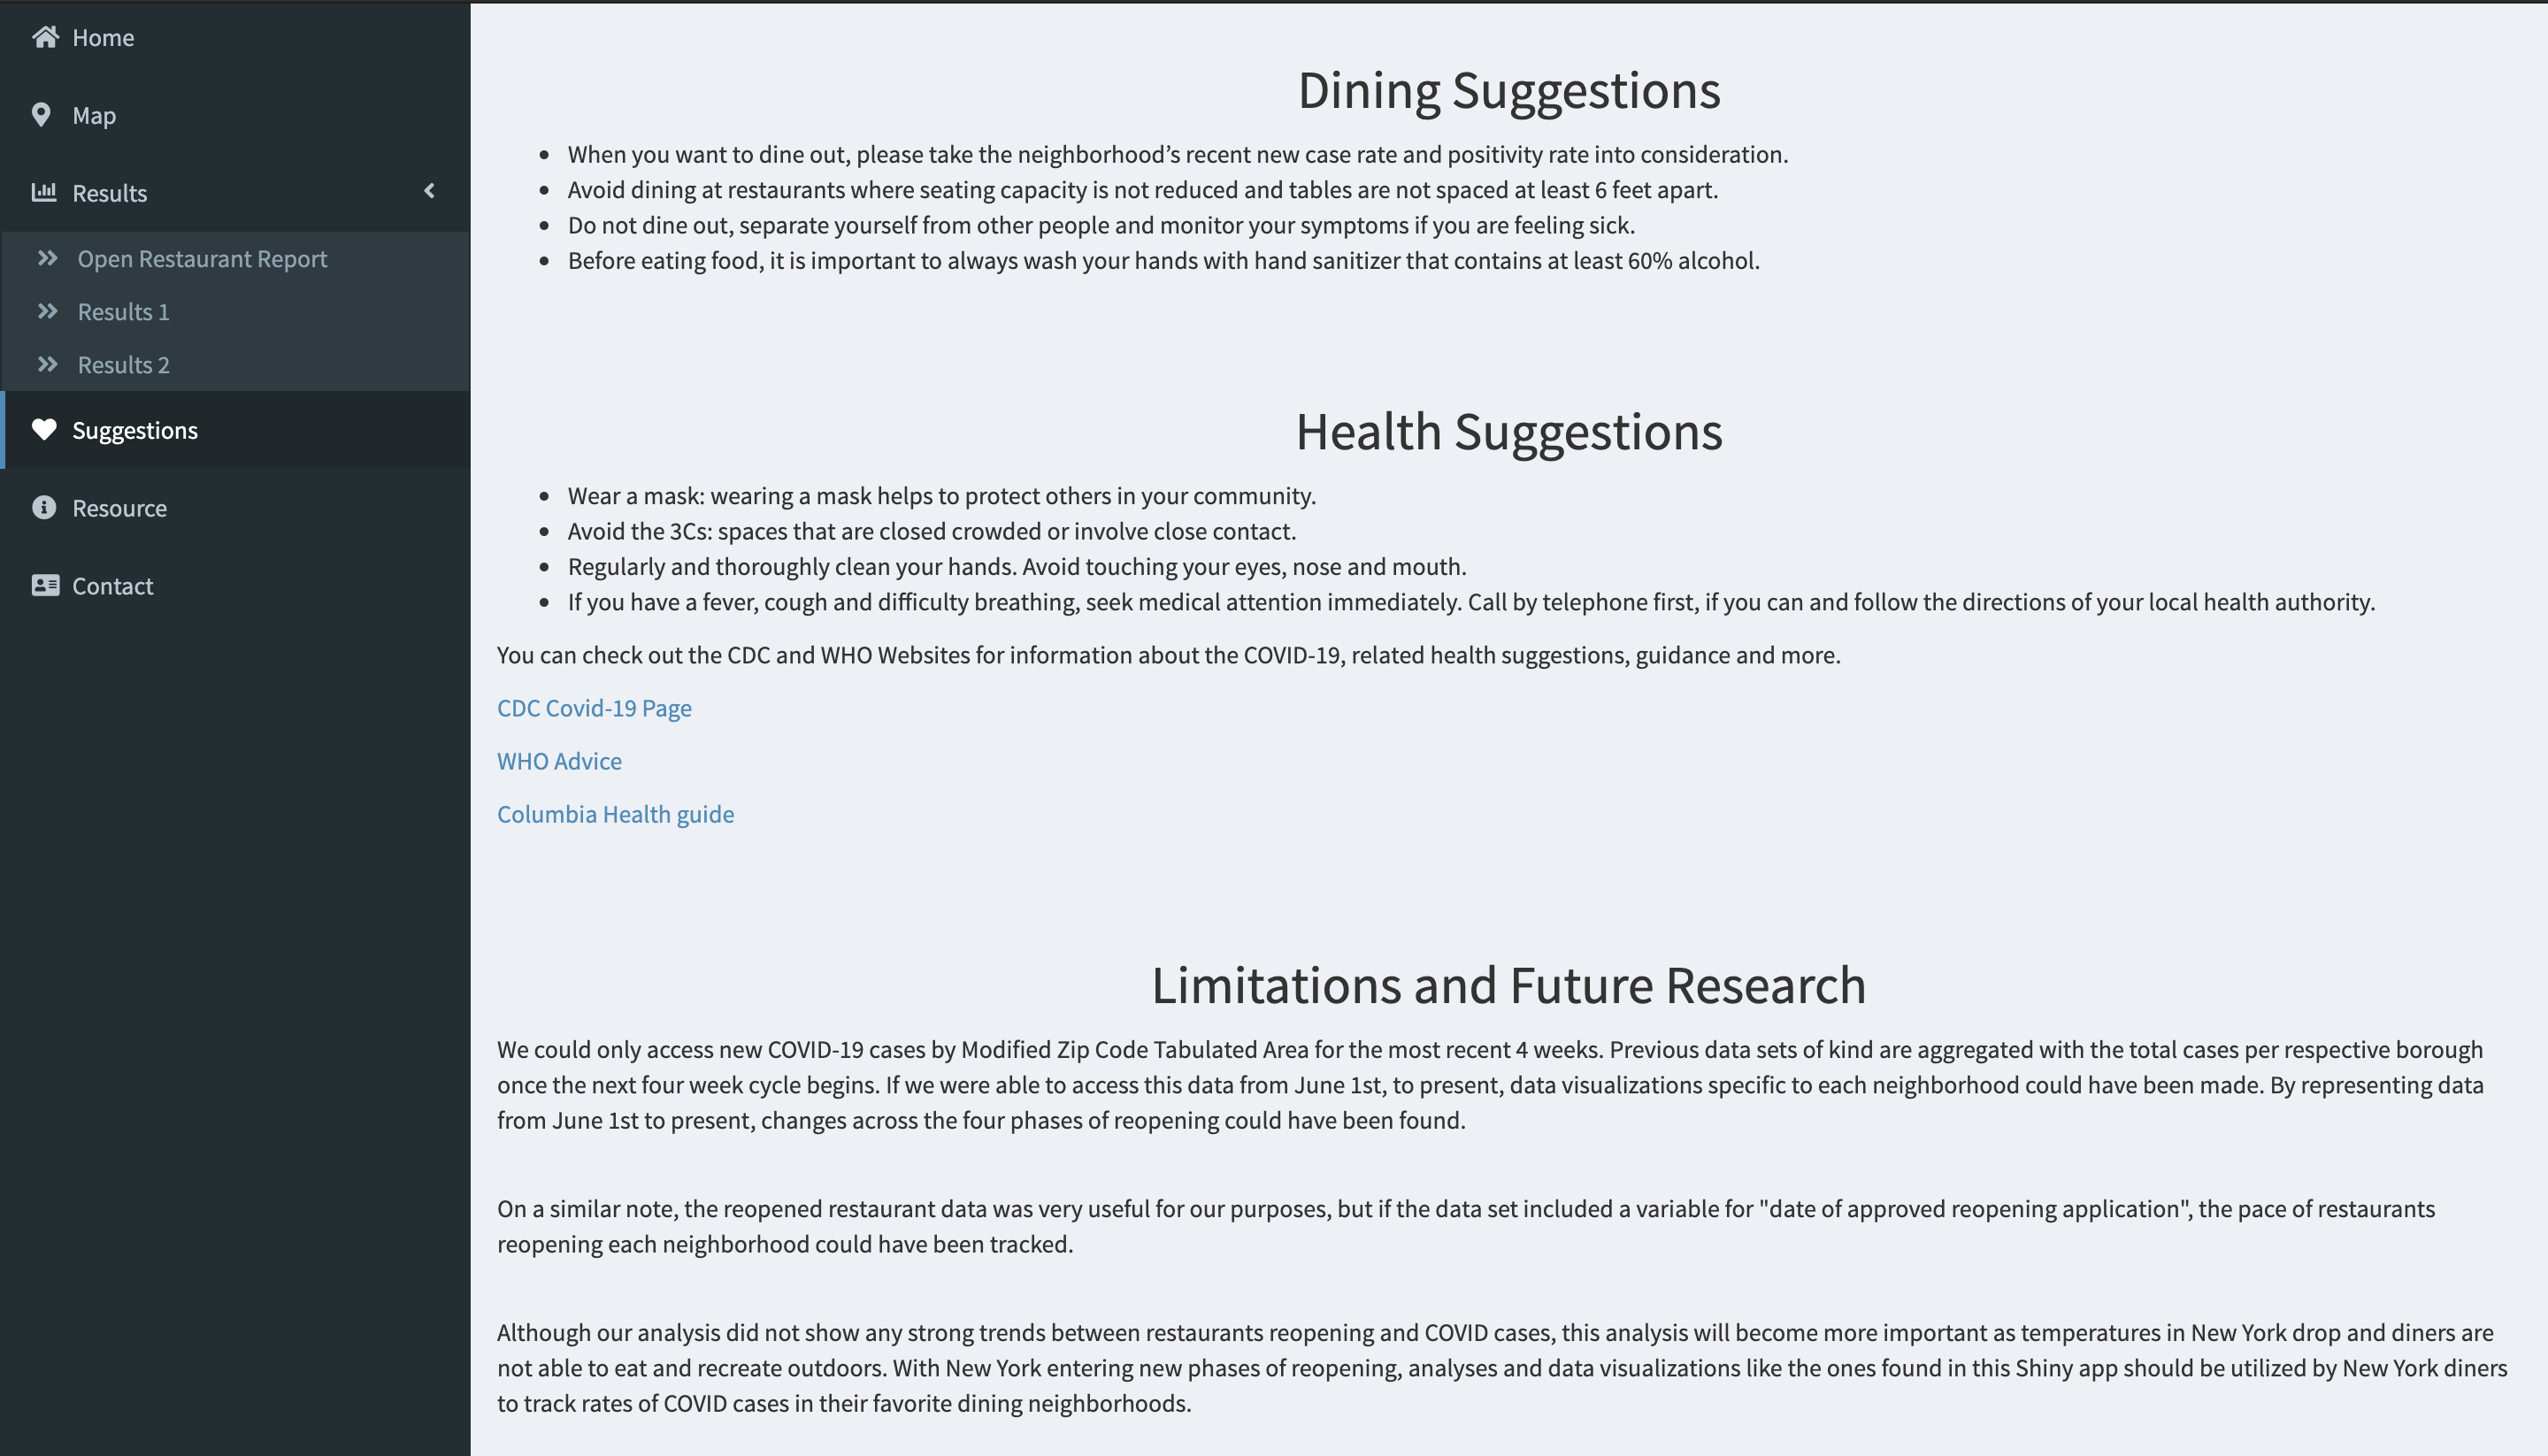 Home
Map
Results
Open Restaurant Report
Results 1
Results 2
Suggestions
Resource
Contact
Dining Suggestions
When you want to dine out, please take the neighborhood’s recent new case rate and positivity rate into consideration.
Avoid dining at restaurants where seating capacity is not reduced and tables are not spaced at least 6 feet apart.
Do not dine out, separate yourself from other people and monitor your symptoms if you are feeling sick.
Before eating food, it is important to always wash your hands with hand sanitizer that contains at least 60% alcohol.
Health Suggestions
Wear a mask: wearing a mask helps to protect others in your community.
Avoid the 3Cs: spaces that are closed crowded or involve close contact.
Regularly and thoroughly clean your hands. Avoid touching your eyes, nose and mouth.
If you have a fever, cough and difficulty breathing, seek medical attention immediately. Call by telephone first, if you can and follow the directions of your local health authority.
You can check out the CDC and WHO Websites for information about the COVID-19, related health suggestions, guidance and more.
CDC Covid-19 Page
WHO Advice
Columbia Health guide
Limitations and Future Research
We could only access new COVID-19 cases by Modified Zip Code Tabulated Area for the most recent 4 weeks. Previous data sets of kind are aggregated with the total cases per respective borough
once the next four week cycle begins. If we were able to access this data from June 1st, to present, data visualizations specific to each neighborhood could have been made. By representing data
from June 1st to present, changes across the four phases of reopening could have been found.
On a similar note, the reopened restaurant data was very useful for our purposes, but if the data set included a variable for "date of approved reopening application", the pace of restaurants
reopening each neighborhood could have been tracked.
Although our analysis did not show any strong trends between restaurants reopening and COVID cases, this analysis will become more important as temperatures in New York drop and diners are
not able to eat and recreate outdoors. With New York entering new phases of reopening, analyses and data visualizations like the ones found in this Shiny app should be utilized by New York diners
to track rates of COVID cases in their favorite dining neighborhoods.